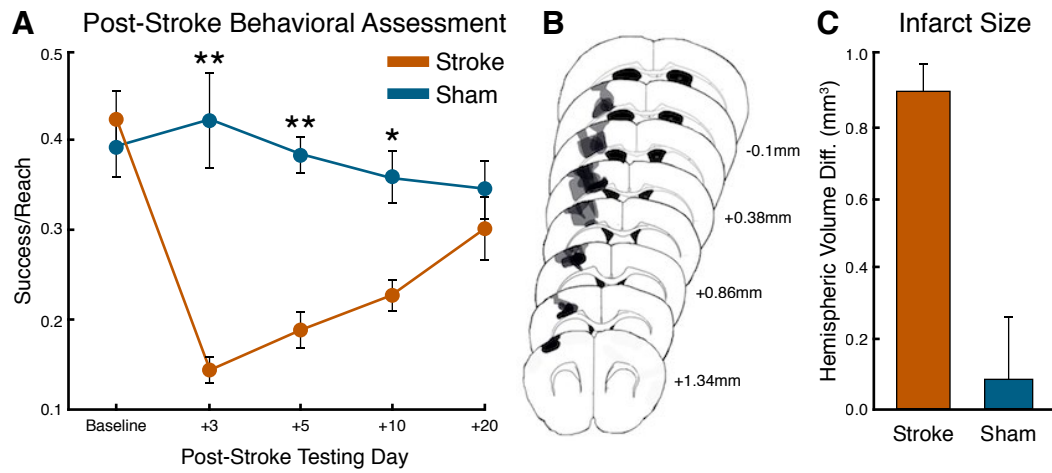 A Post-Stroke Behavioral Assessment
Success/Reach
0.5
0.4
0.3
0.2
0.1
Stroke
Sham
**
**
*
Baseline +3 +5 +10 +20
Post-Stroke Testing Day
B
-0.1mm
+0.38mm
+0.86mm
+1.34mm
C Infarct Size
Hemispheric Volume Diff. (mm³)
1.0
0.8
0.6
0.4
0.2
0.0
Stroke Sham